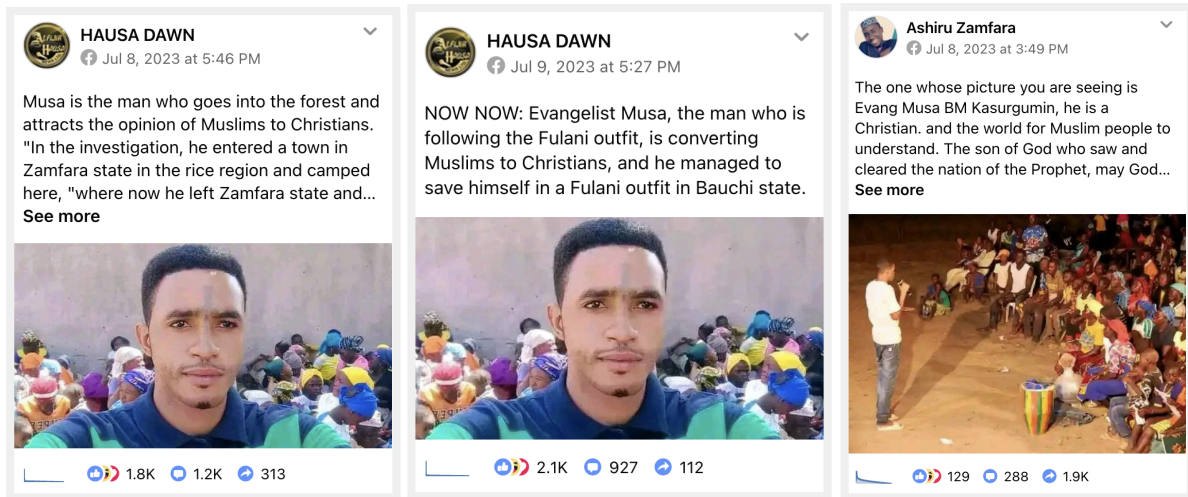 HAUSA DAWN
Jul 8, 2023 at 5:46 PM
Musa is the man who goes into the forest and
attracts the opinion of Muslims to Christians.
"In the investigation, he entered a town in
Zamfara state in the rice region and camped
here, "where now he left Zamfara state and...
See more
1.8K 1.2K 313
HAUSA DAWN
Jul 9, 2023 at 5:27 PM
NOW NOW: Evangelist Musa, the man who is
following the Fulani outfit, is converting
Muslims to Christians, and he managed to
save himself in a Fulani outfit in Bauchi state.
2.1K 927 112
Ashiru Zamfara
Jul 8, 2023 at 3:49 PM
The one whose picture you are seeing is
Evang Musa BM Kasurgumin, he is a
Christian. and the world for Muslim people to
understand. The son of God who saw and
cleared the nation of the Prophet, may God...
See more
129 288 1.9K